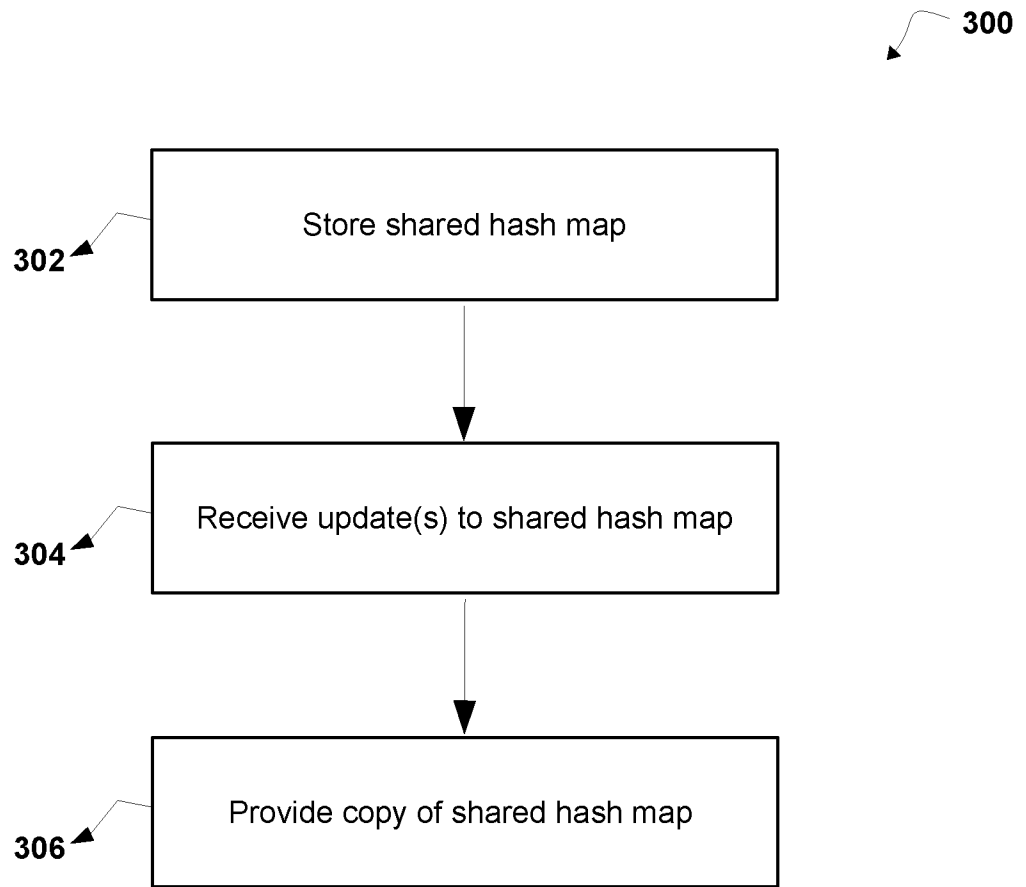 300
Store shared hash map
302
Receive update(s) to shared hash map
304
Provide copy of shared hash map
306